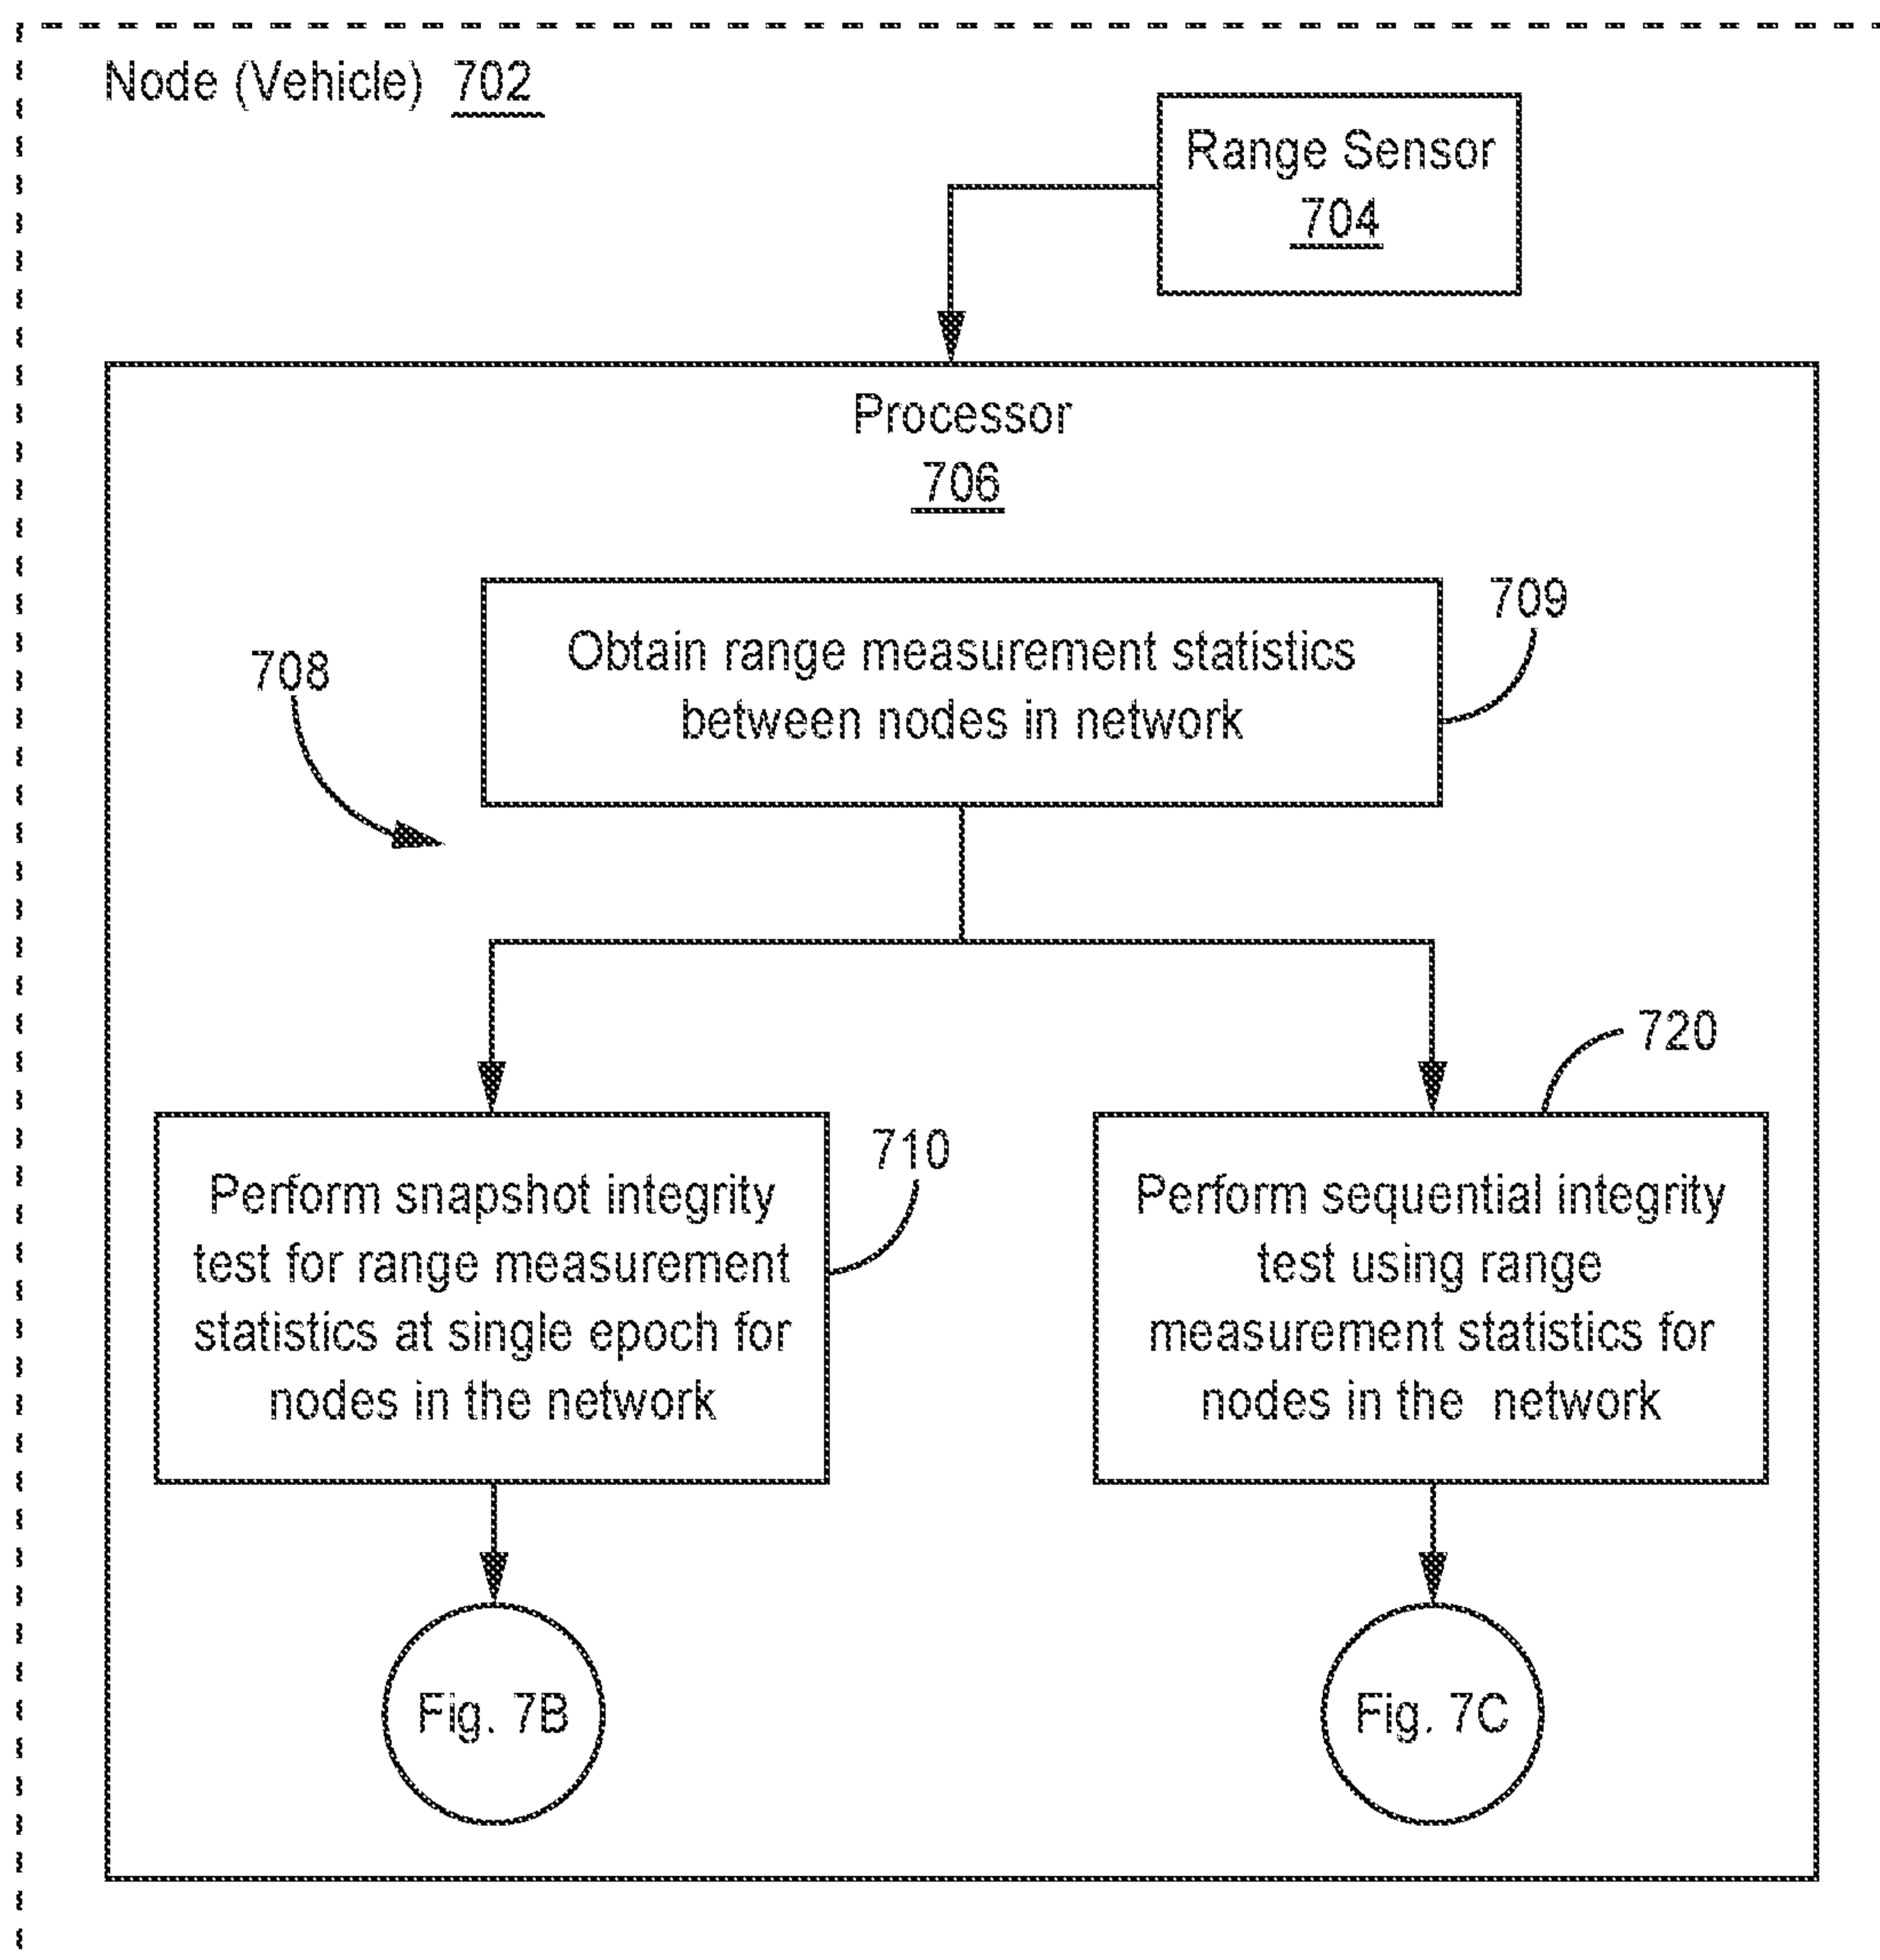 Node (Vehicle) 702
Range Sensor
704
Processor
706
709
Obtain range measurement statistics
between nodes in network
708
720
710
Perform snapshot integrity
test for range measurement
statistics at single epoch for
nodes in the network
Perform sequential integrity
test using range
measurement statistics for
nodes in the network
Fig. 7B
Fig. 7C